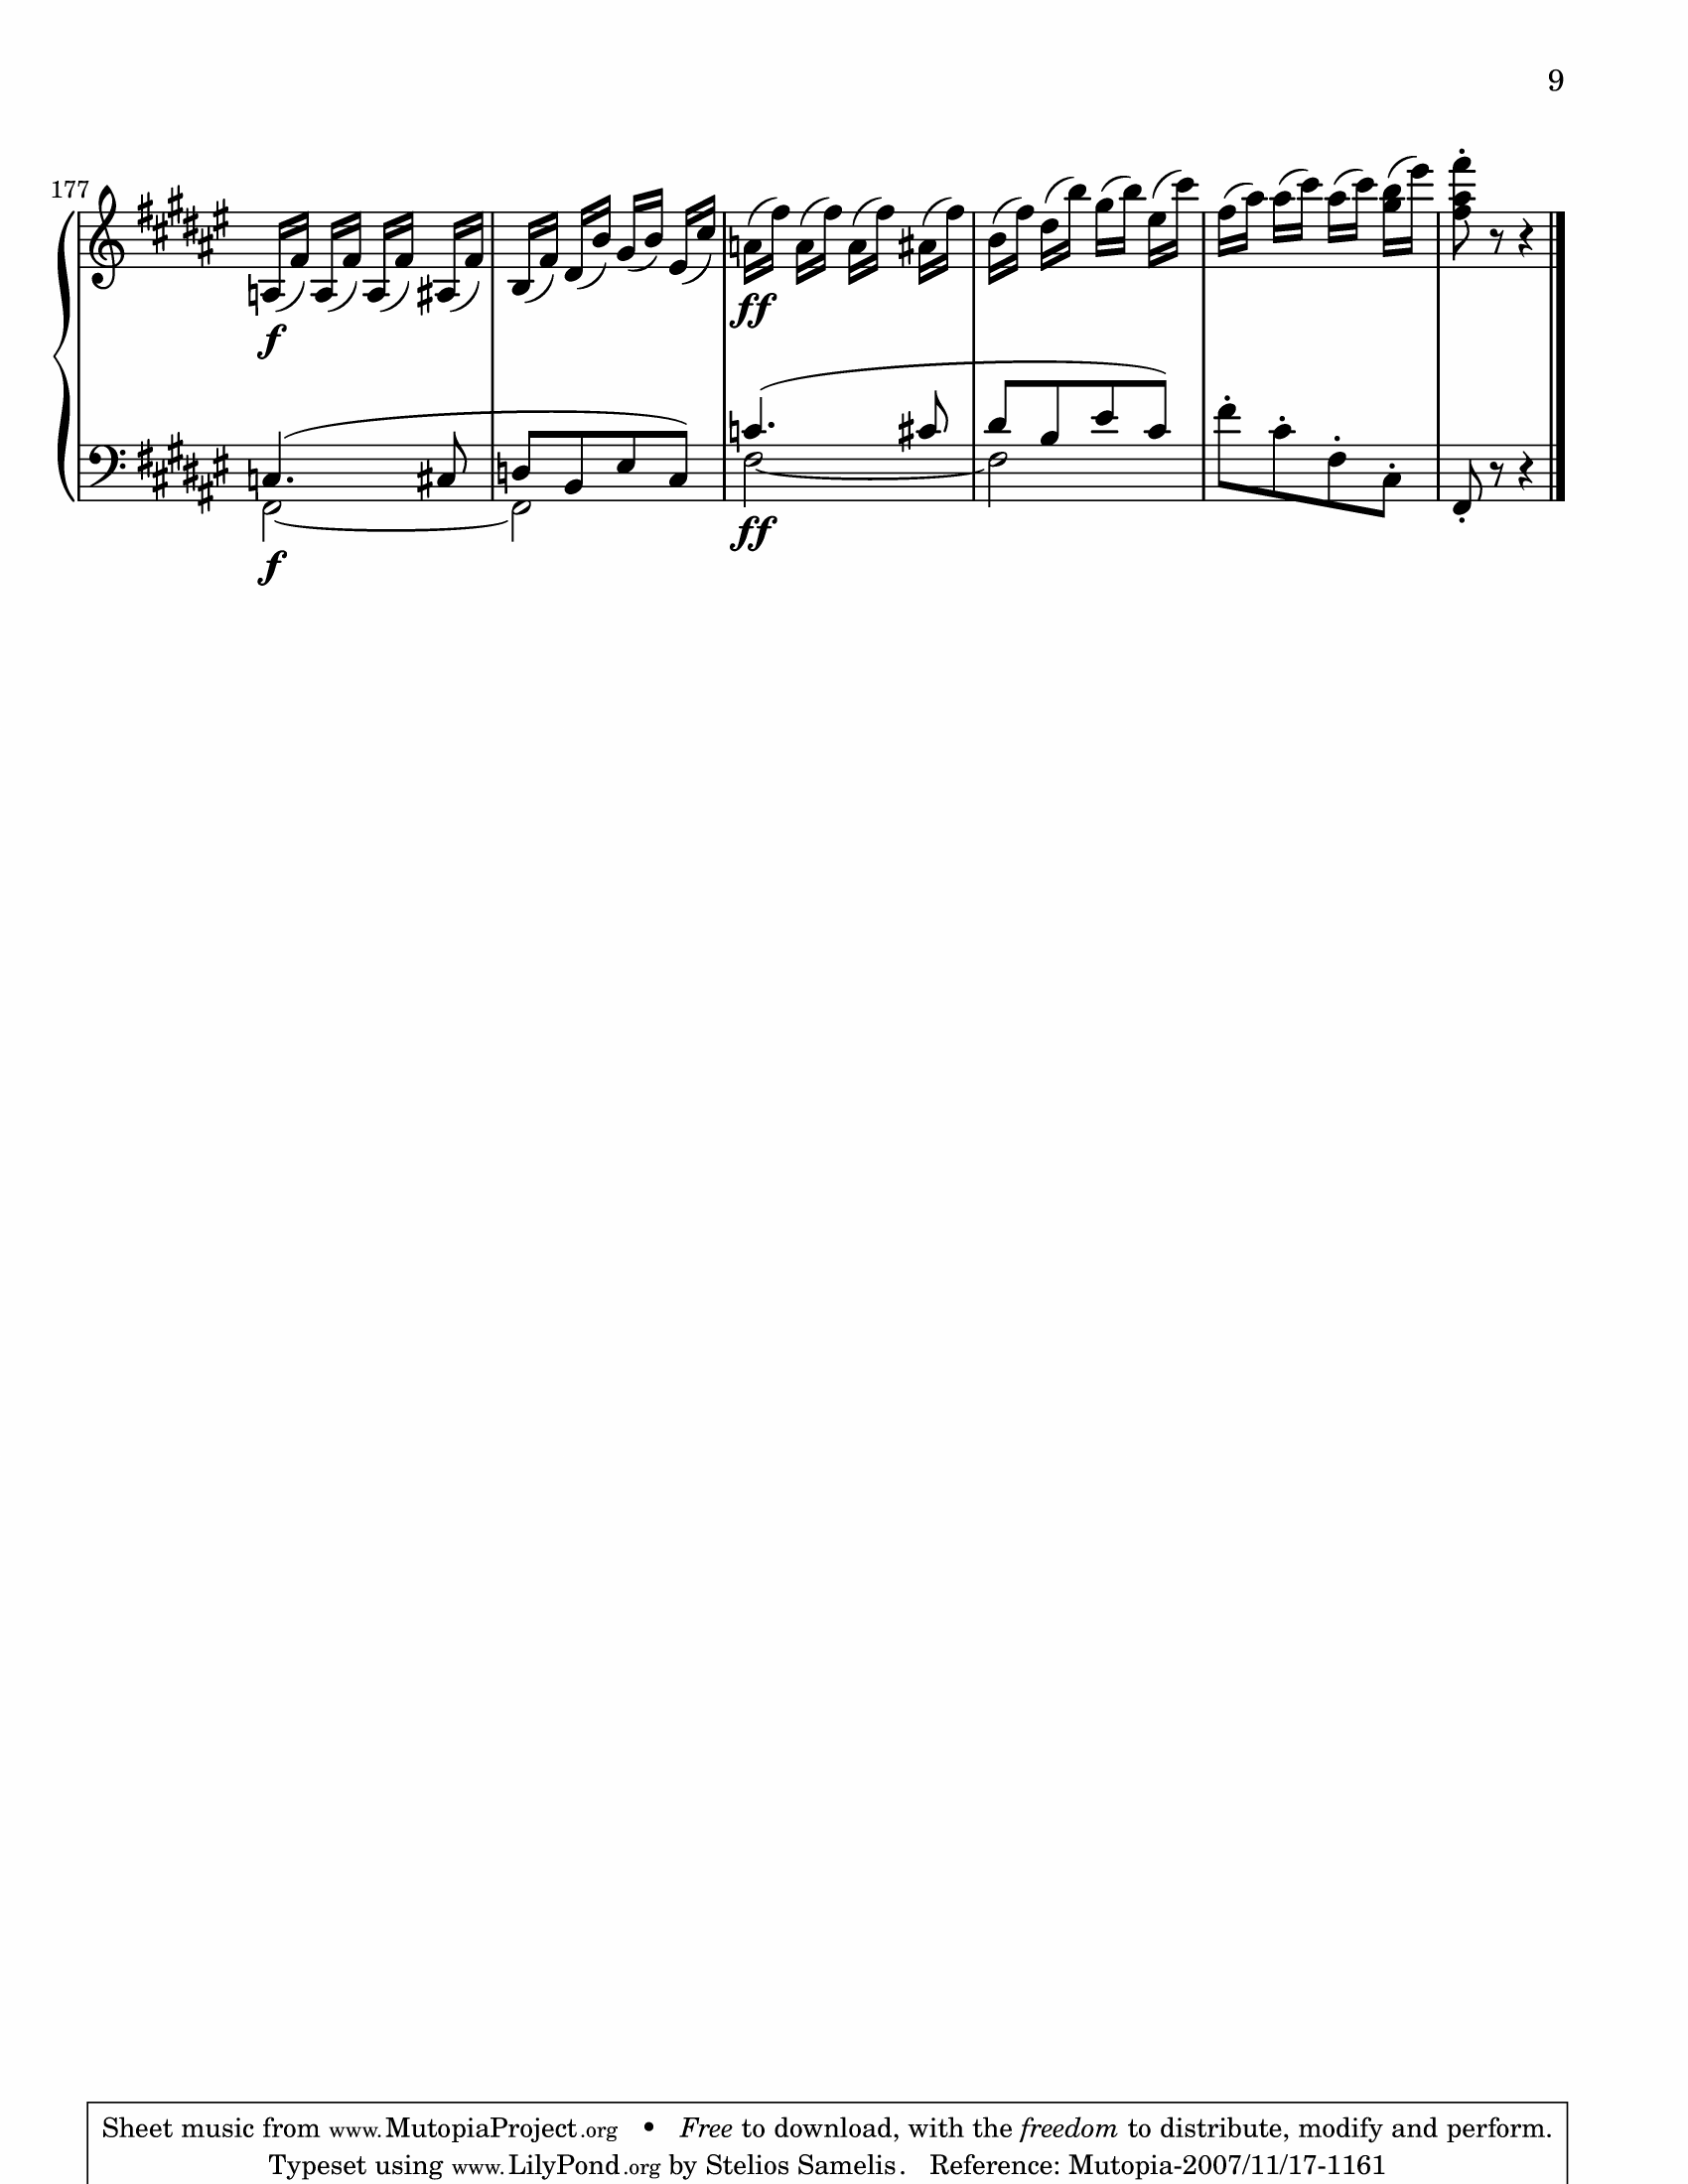 9
177
f
ff
f
ff
Sheet music from www.MutopiaProject.org • Free to download, with the freedom to distribute, modify and perform.
Typeset using www.LilyPond.org by Stelios Samelis. Reference: Mutopia-2007/11/17-1161